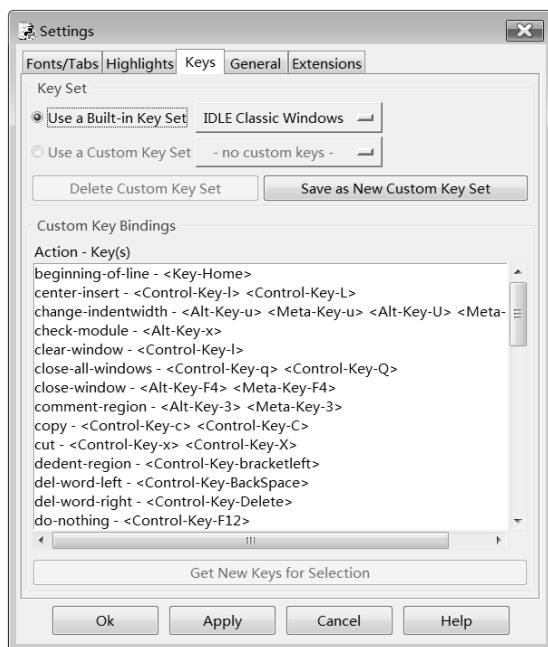 Settings
Fonts/Tabs Highlights Keys General Extensions
Key Set
Use a Built-in Key Set IDLE Classic Windows
Use a Custom Key Set - no custom keys -
Delete Custom Key Set Save as New Custom Key Set
Custom Key Bindings
Action - Key(s)
beginning-of-line - <Key-Home>
center-insert - <Control-Key-l> <Control-Key-L>
change-indentwidth - <Alt-Key-u> <Meta-Key-u> <Alt-Key-U> <Meta-
check-module - <Alt-Key-x>
clear-window - <Control-Key-l>
close-all-windows - <Control-Key-q> <Control-Key-Q>
close-window - <Alt-Key-F4> <Meta-Key-F4>
comment-region - <Alt-Key-3> <Meta-Key-3>
copy - <Control-Key-c> <Control-Key-C>
cut - <Control-Key-x> <Control-Key-X>
dedent-region - <Control-Key-bracketleft>
del-word-left - <Control-Key-BackSpace>
del-word-right - <Control-Key-Delete>
do-nothing - <Control-Key-F12>
Get New Keys for Selection
Ok Apply Cancel Help